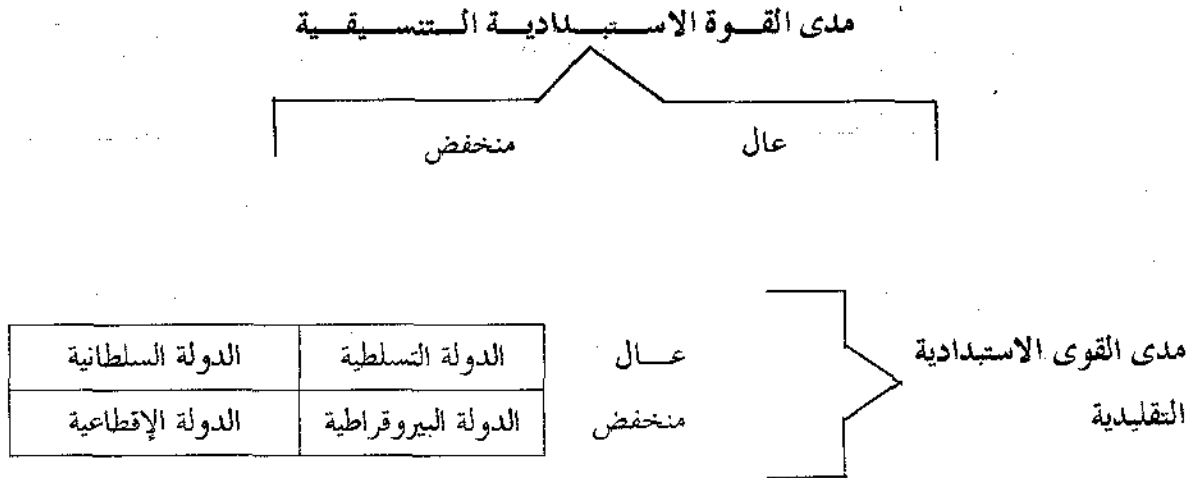 مدى القوة الاستبدادية التنسيقية
عال منخفض
مدى القوى الاستبدادية
التقليدية
عال الدولة التسلطية الدولة السلطانية
منخفض الدولة البيروقراطية الدولة الإقطاعية